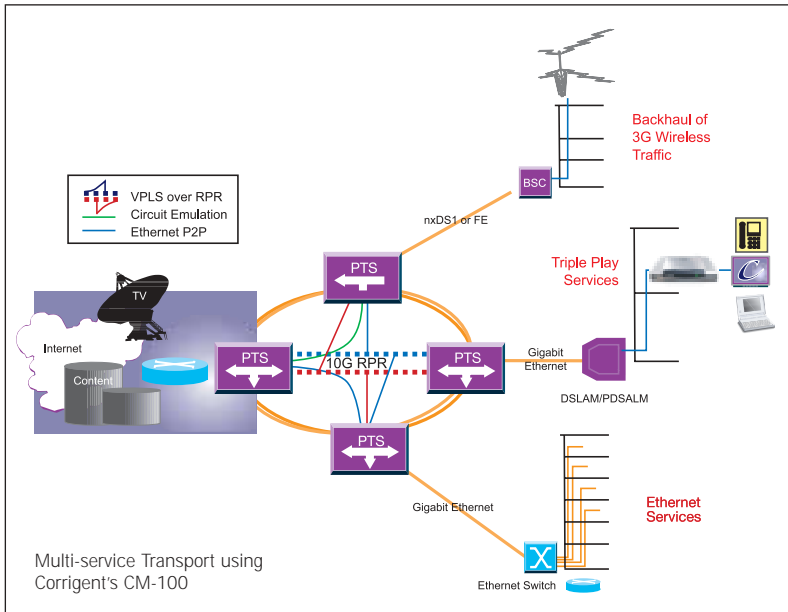 Backhaul of
3G Wireless
Traffic
BSC
VPLS over RPR
Circuit Emulation
Ethernet P2P
nxDS1 or FE
PTS
Triple Play
Services
C
TV
Internet
Content
PTS
10G RPR
PTS
Gigabit
Ethernet
DSLAM/PDSALM
PTS
Gigabit Ethernet
Ethernet
Services
Multi-service Transport using
Corrigent's CM-100
Ethernet Switch